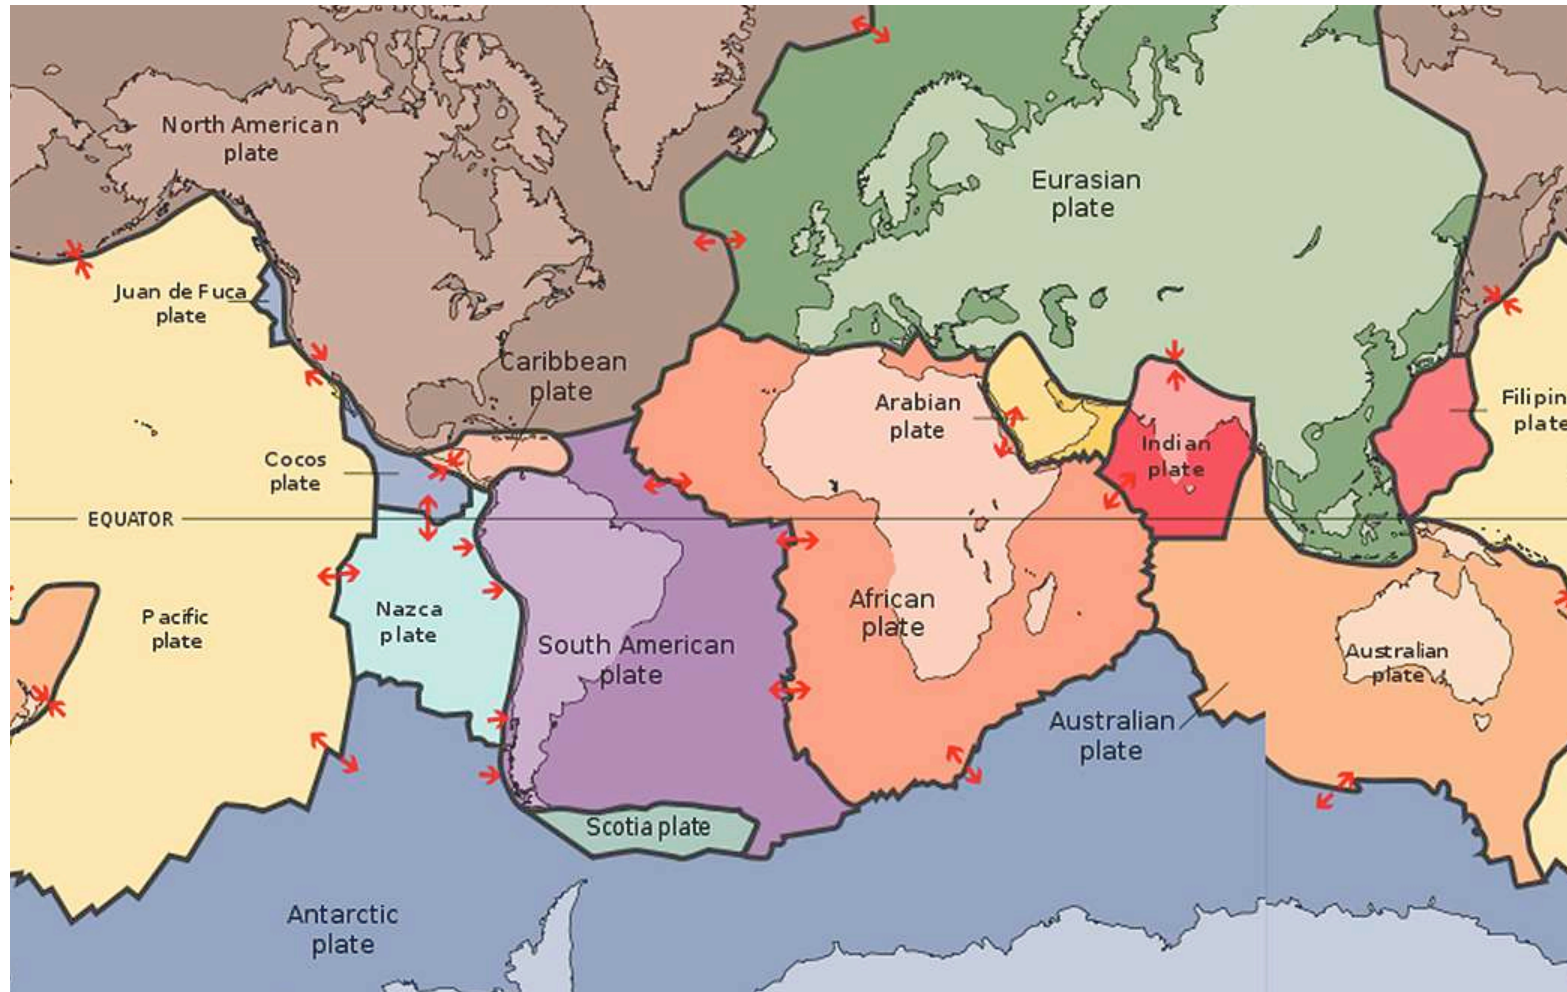 North American
plate
Eurasian
plate
Juan de Fuca
plate
Caribbean
plate
Arabian
plate
Filipin
plate
Indian
plate
Cocos
plate
EQUATOR
Nazca
plate
Pacific
plate
African
plate
South American
plate
Australian
plate
Australian
plate
Scotia plate
Antarctic
plate